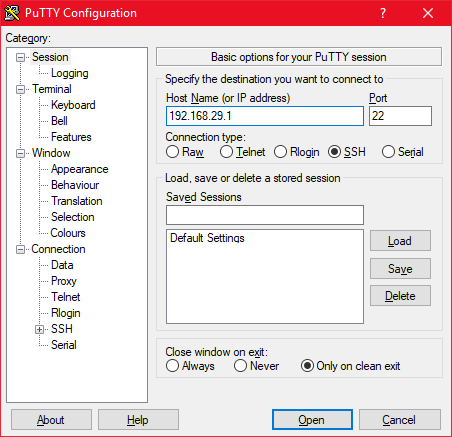 PuTTY Configuration
?
Category:
Session
Logging
Terminal
Keyboard
Bell
Features
Window
Appearance
Behaviour
Translation
Selection
Colours
Connection
Data
Proxy
Telnet
Rlogin
SSH
Serial
Basic options for your PuTTY session
Specify the destination you want to connect to
Host Name (or IP address) Port
192.168.29.1 22
Connection type:
Raw Telnet Rlogin SSH Serial
Load, save or delete a stored session
Saved Sessions
Default Settings
Load
Save
Delete
Close window on exit:
Always Never Only on clean exit
About Help Open Cancel